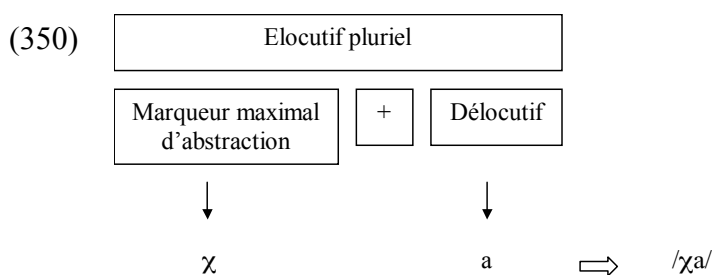 (350)
Elocutif pluriel
Marqueur maximal
d'abstraction
+
Délocutif
χ a /χa/